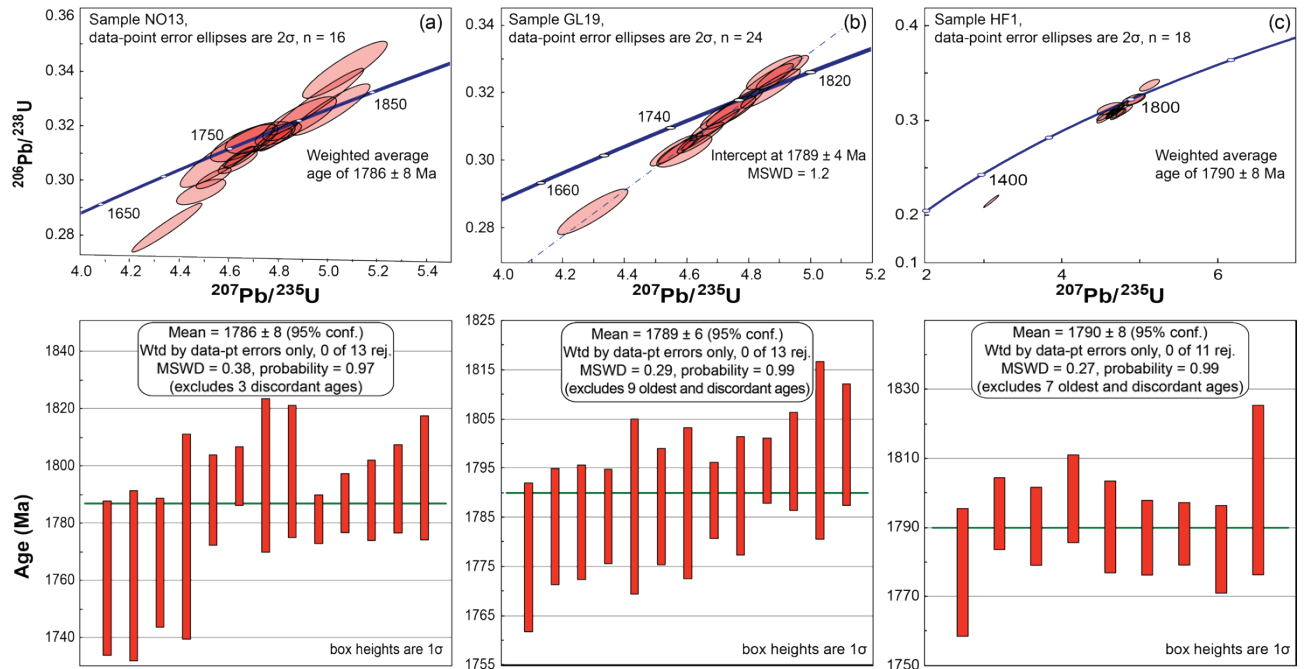 (a)
Sample NO13,
data-point error ellipses are 2σ, n = 16
0.36
0.34
0.32
0.30
0.28
206Pb/238U
1650
1750
1850
Weighted average
age of 1786 ± 8 Ma
4.0
4.2
4.4
4.6
4.8
5.0
5.2
5.4
207Pb/235U
(b)
Sample GL19,
data-point error ellipses are 2σ, n = 24
0.34
0.32
0.30
0.28
1660
1740
1820
Intercept at 1789 ± 4 Ma
MSWD = 1.2
4.0
4.2
4.4
4.6
4.8
5.0
5.2
207Pb/235U
(c)
Sample HF1,
data-point error ellipses are 2σ, n = 18
0.4
0.3
0.2
0.1
1400
1800
Weighted average
age of 1790 ± 8 Ma
2
4
6
207Pb/235U
Mean = 1786 ± 8 (95% conf.)
Wtd by data-pt errors only, 0 of 13 rej.
MSWD = 0.38, probability = 0.97
(excludes 3 discordant ages)
1840
1820
1800
1780
1760
1740
Age (Ma)
box heights are 1σ
Mean = 1789 ± 6 (95% conf.)
Wtd by data-pt errors only, 0 of 13 rej.
MSWD = 0.29, probability = 0.99
(excludes 9 oldest and discordant ages)
1825
1815
1805
1795
1785
1775
1765
1755
box heights are 1σ
Mean = 1790 ± 8 (95% conf.)
Wtd by data-pt errors only, 0 of 11 rej.
MSWD = 0.27, probability = 0.99
(excludes 7 oldest and discordant ages)
1830
1810
1790
1770
1750
box heights are 1σ